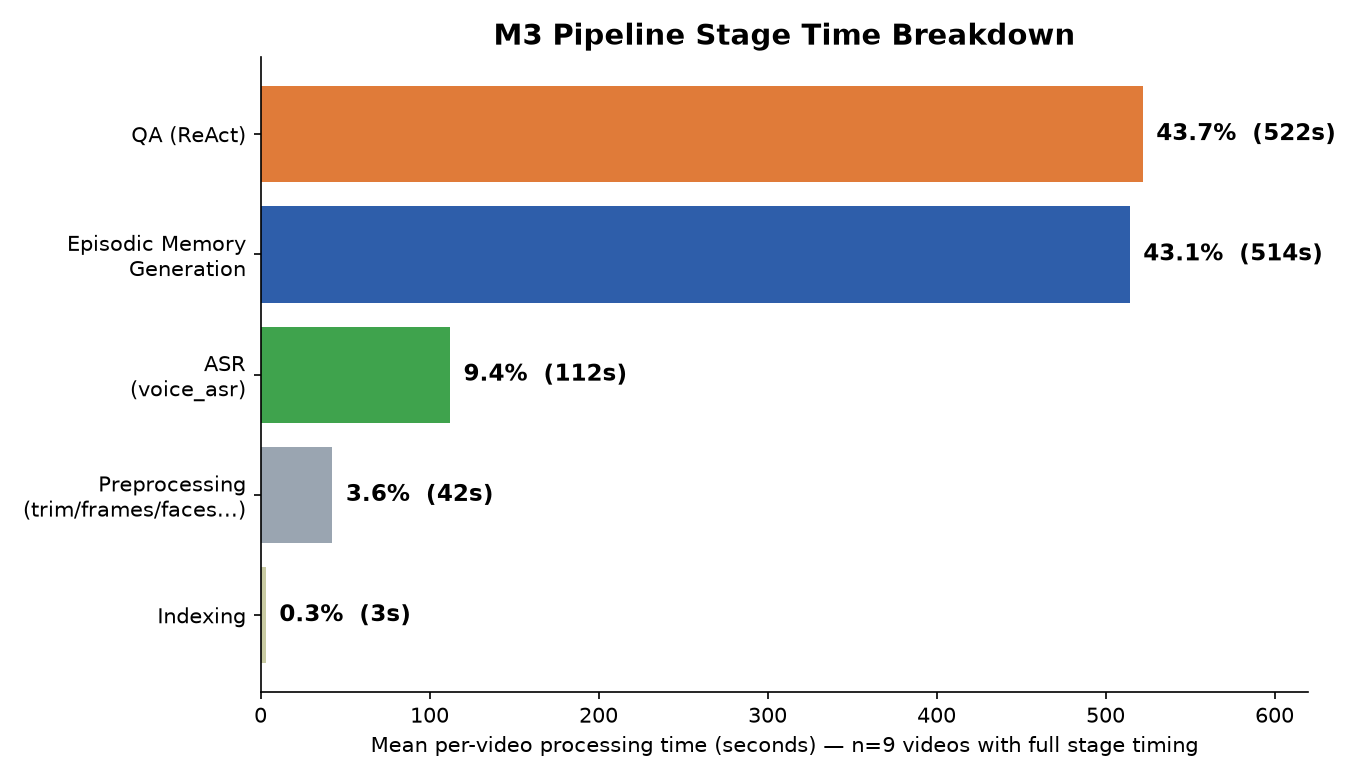 M3 Pipeline Stage Time Breakdown
QA (ReAct)
43.7%  (522s)
Episodic Memory
Generation
43.1%  (514s)
ASR
(voice_asr)
9.4%  (112s)
Preprocessing
(trim/frames/faces...)
3.6%  (42s)
Indexing
0.3%  (3s)
0 100 200 300 400 500 600
Mean per-video processing time (seconds) — n=9 videos with full stage timing